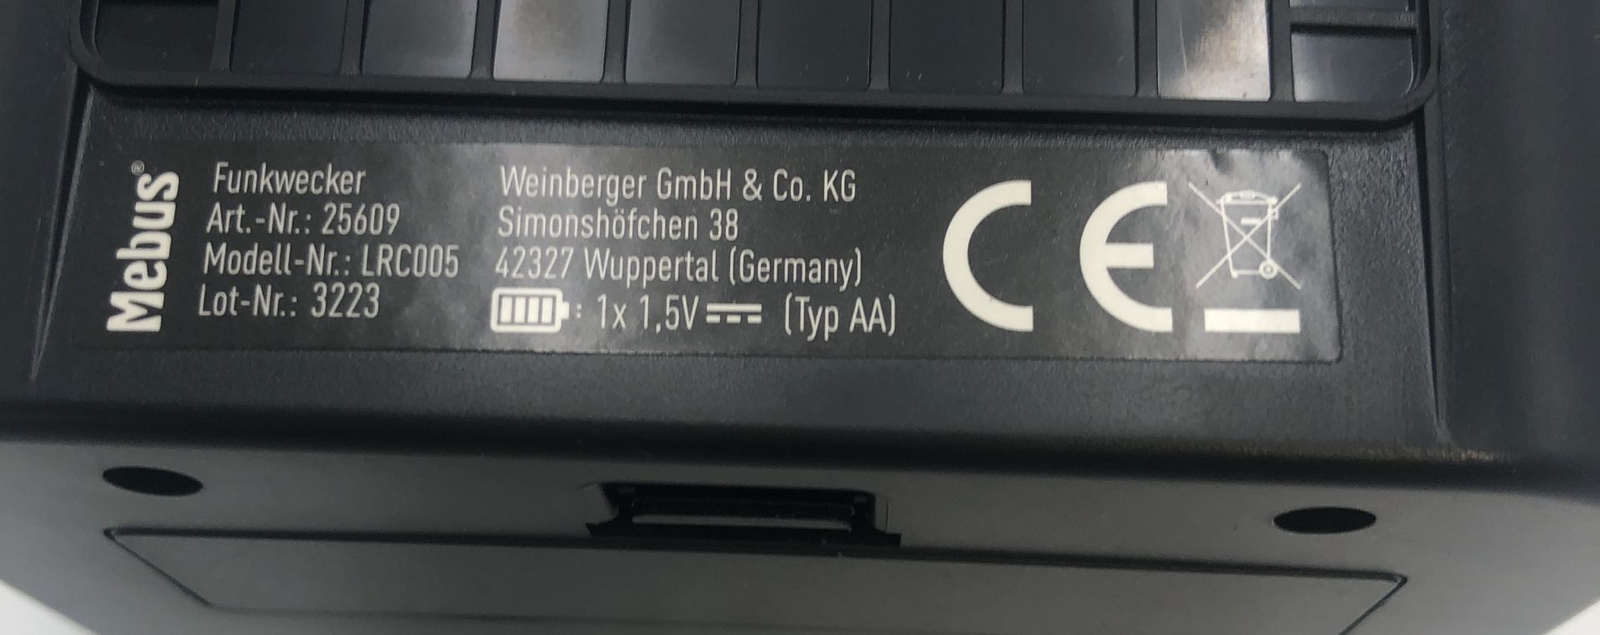 Mebus®
Funkwecker
Art.-Nr.: 25609
Modell-Nr.: LRC005
Lot-Nr.: 3223
Weinberger GmbH & Co. KG
Simonshöfchen 38
42327 Wuppertal (Germany)
: 1x 1,5V⎓ (Typ AA)
CE